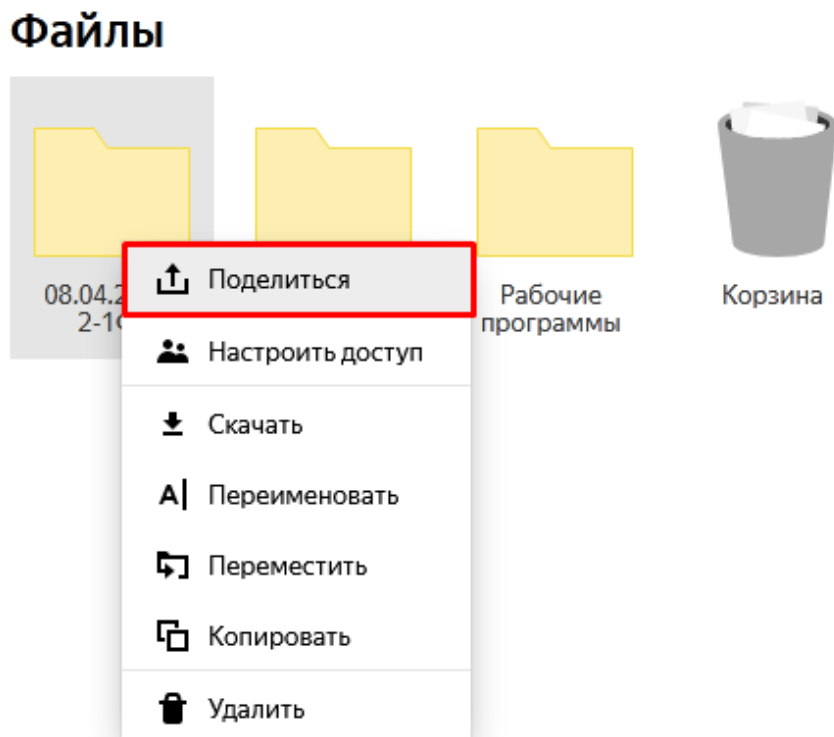 Файлы
Поделиться
08.04.2
2-1
Рабочие
программы
Корзина
Настроить доступ
Скачать
Переименовать
Переместить
Копировать
Удалить